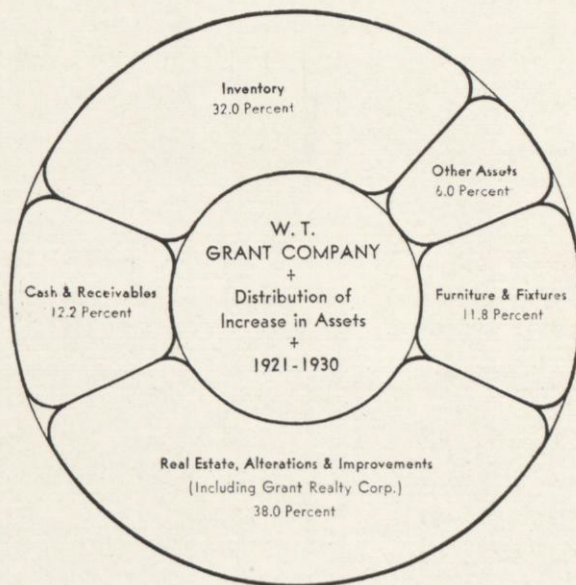 Inventory
32.0 Percent
Other Assets
6.0 Percent
W. T.
GRANT COMPANY
+
Distribution of
Increase in Assets
+
1921-1930
Cash & Receivables
12.2 Percent
Furniture & Fixtures
11.8 Percent
Real Estate, Alterations & Improvements
(Including Grant Realty Corp.)
38.0 Percent